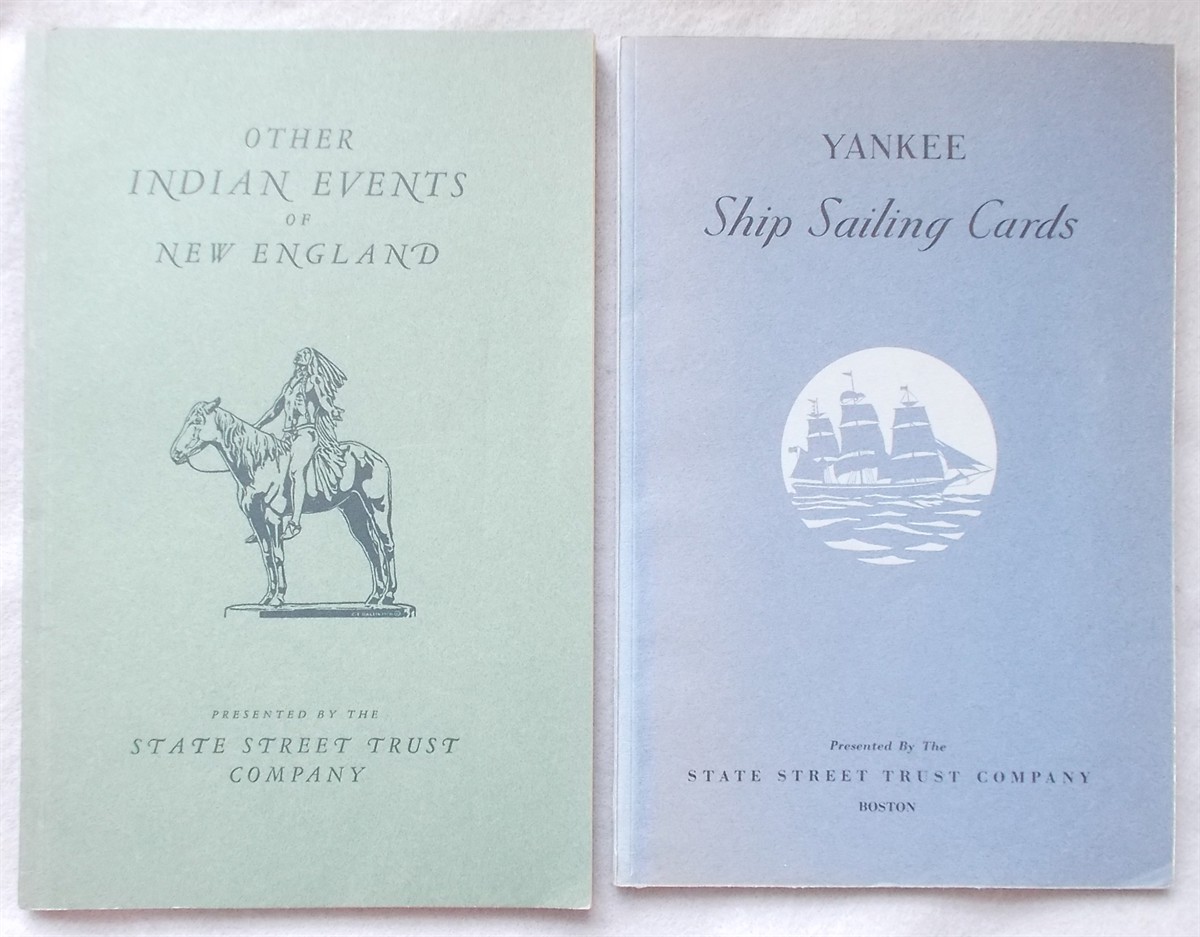 OTHER
INDIAN EVENTS
OF
NEW ENGLAND
PRESENTED BY THE
STATE STREET TRUST
COMPANY
YANKEE
Ship Sailing Cards
Presented By The
STATE STREET TRUST COMPANY
BOSTON